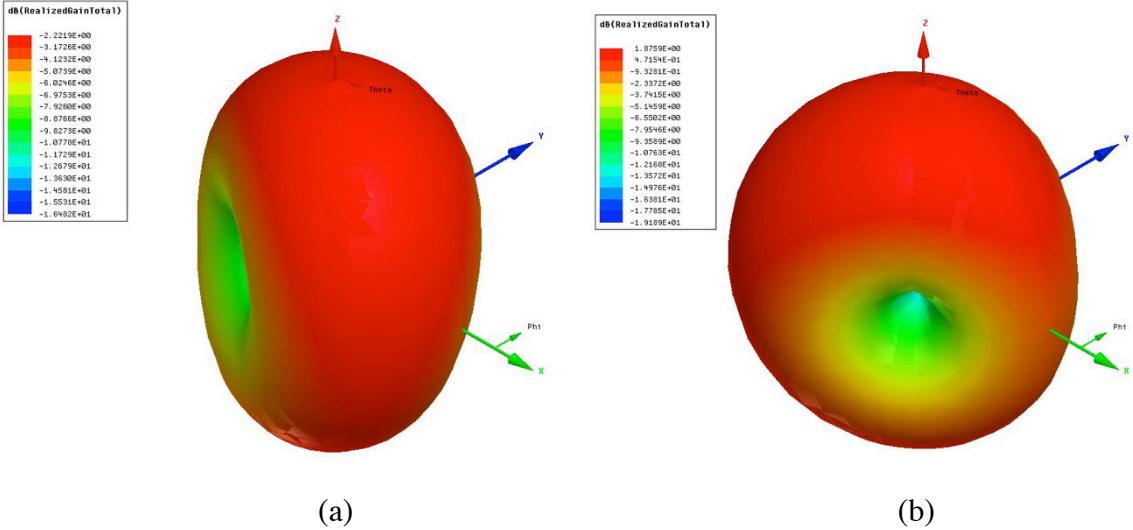 dB(RealizedGainTotal)
-2.2219E+00
-3.1726E+00
-4.1232E+00
-5.0739E+00
-6.0246E+00
-6.9753E+00
-7.9260E+00
-8.8766E+00
-9.8273E+00
-1.0778E+01
-1.1729E+01
-1.2679E+01
-1.3630E+01
-1.4581E+01
-1.5531E+01
-1.6482E+01
Z
Theta
Y
Phi
X
(a)
dB(RealizedGainTotal)
1.8759E+00
4.7154E-01
-9.3281E-01
-2.3372E+00
-3.7415E+00
-5.1459E+00
-6.5502E+00
-7.9546E+00
-9.3589E+00
-1.0763E+01
-1.2168E+01
-1.3572E+01
-1.4976E+01
-1.6381E+01
-1.7785E+01
-1.9189E+01
Z
Theta
Y
Phi
X
(b)